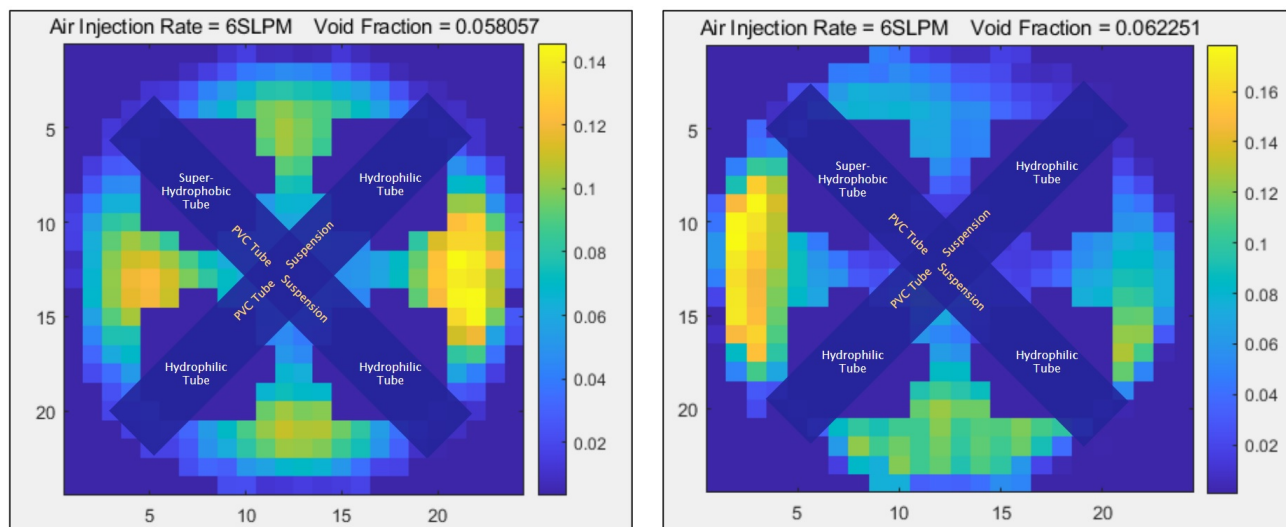 Air Injection Rate = 6SLPM    Void Fraction = 0.058057
5
10
15
20
5
10
15
20
0.14
0.12
0.1
0.08
0.06
0.04
0.02
Super-
Hydrophobic
Tube
Hydrophilic
Tube
PVC Tube
Suspension
PVC Tube
Suspension
Hydrophilic
Tube
Hydrophilic
Tube
Air Injection Rate = 6SLPM    Void Fraction = 0.062251
5
10
15
20
5
10
15
20
0.16
0.14
0.12
0.1
0.08
0.06
0.04
0.02
Super-
Hydrophobic
Tube
Hydrophilic
Tube
PVC Tube
Suspension
PVC Tube
Suspension
Hydrophilic
Tube
Hydrophilic
Tube